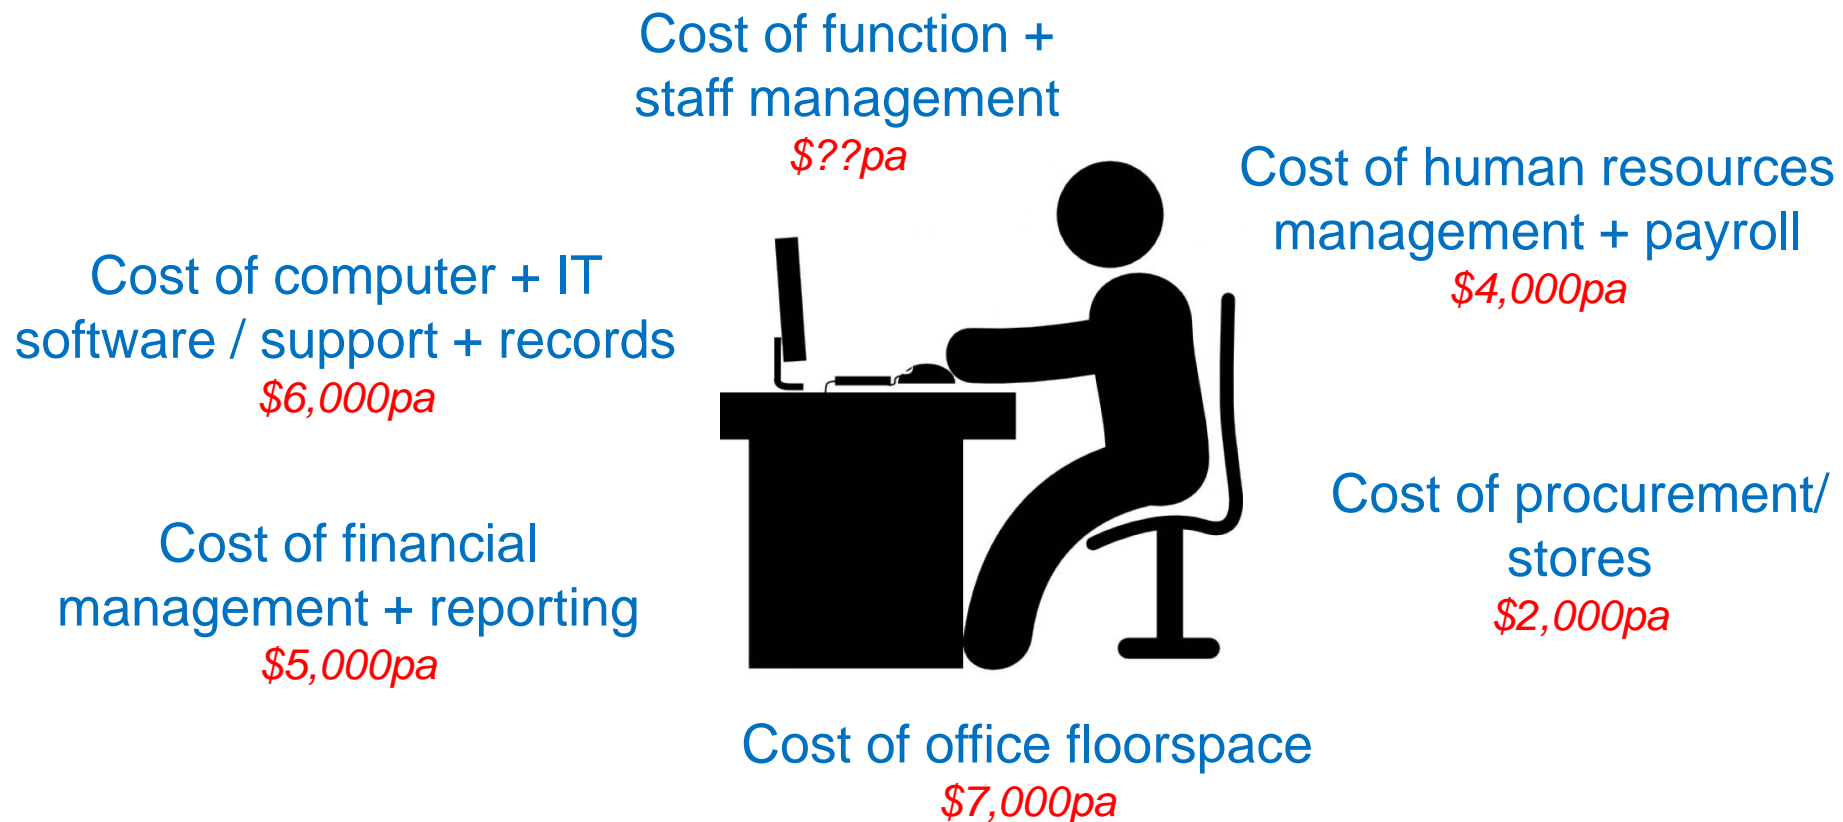 Cost of function +
staff management
$??pa
Cost of human resources
management + payroll
$4,000pa
Cost of computer + IT
software / support + records
$6,000pa
Cost of procurement/
stores
$2,000pa
Cost of financial
management + reporting
$5,000pa
Cost of office floorspace
$7,000pa